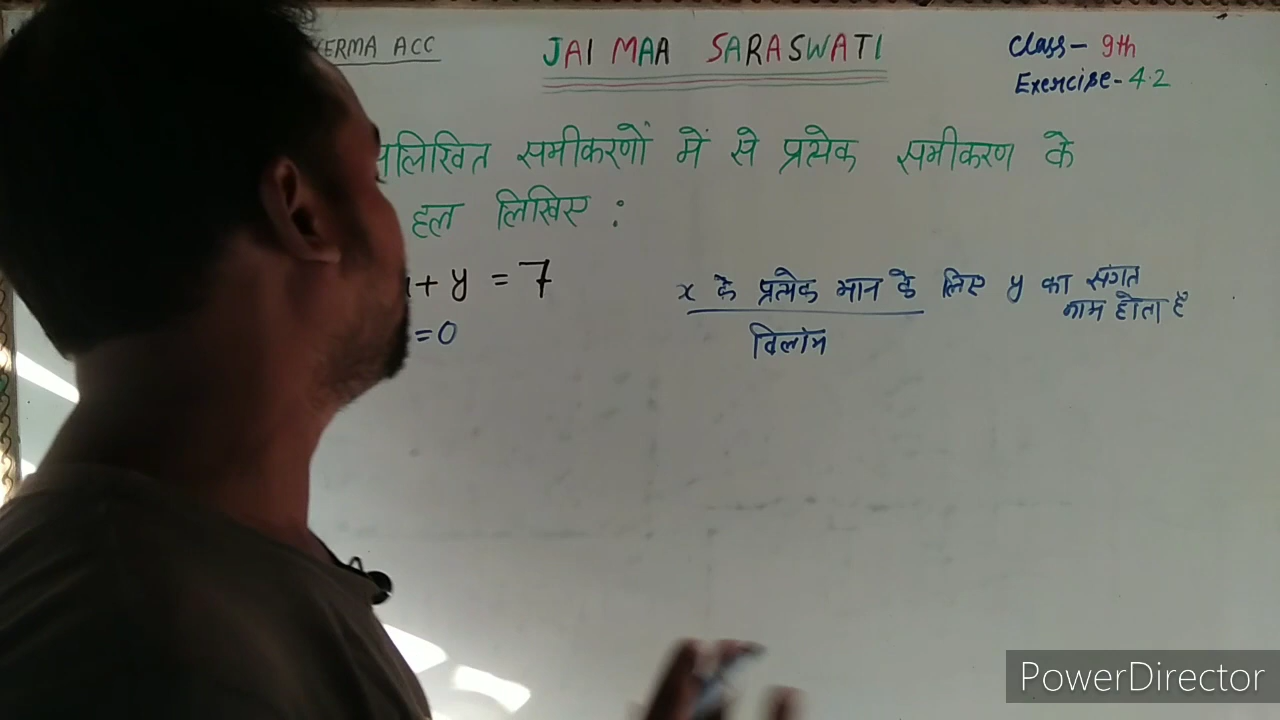 KERMA ACC
JAI MAA SARASWATI
Class- 9th
Exercise- 4.2
लिखित समीकरणों में से प्रत्येक समीकरण के
हल लिखिए :
+ y = 7
= 0
x के प्रत्येक मान के लिए y का संगत
माम होता है
विलोम
PowerDirector